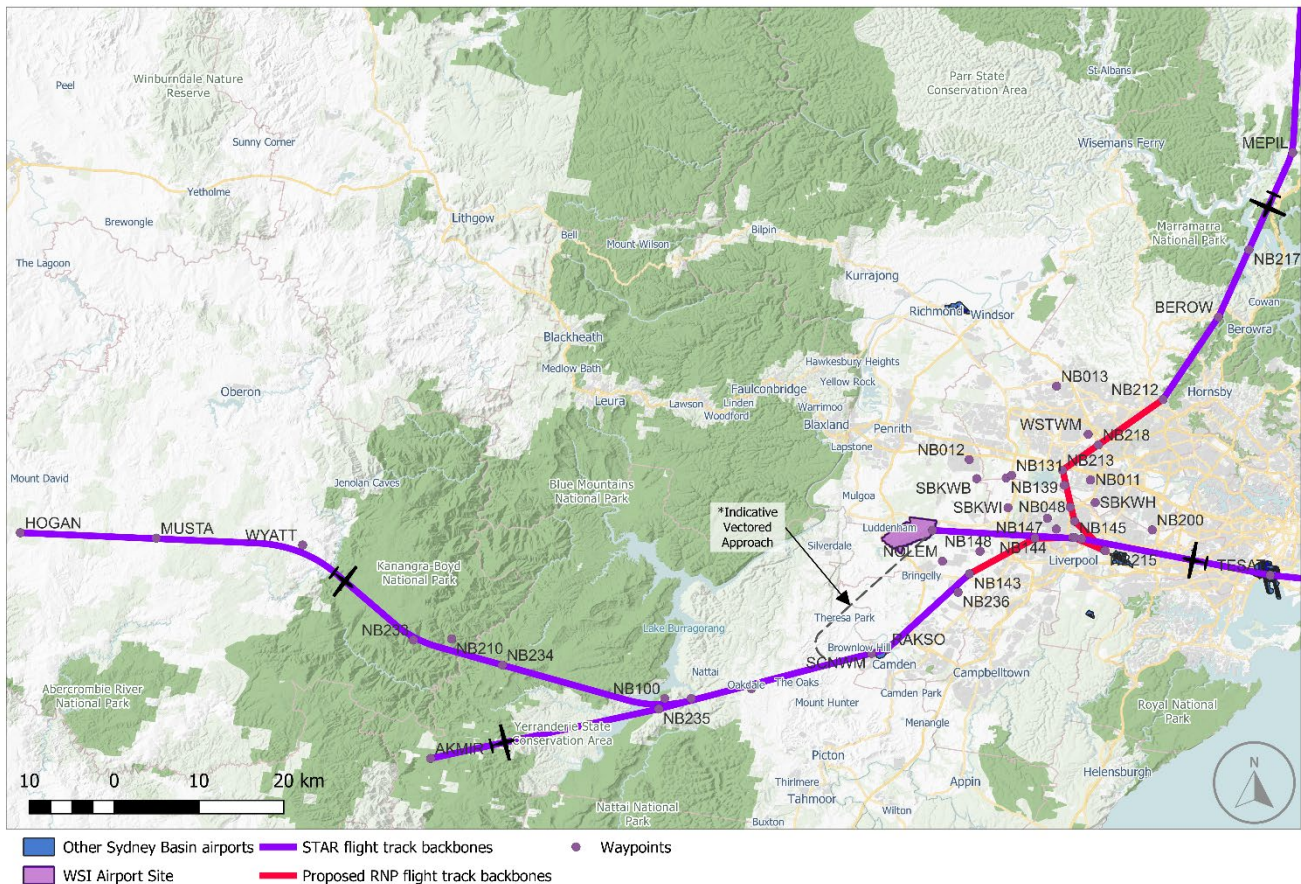 St Albans
Winburndale Nature
Reserve
Peel
Parr State
Conservation Area
Sunny Corner
Wisemans Ferry
MEPIL
Yetholme
Lithgow
Brewongle
Bell
Mount Wilson
Bilpin
Marramarra
National Park
NB217
The Lagoon
Kurrajong
Cowan
BEROW
Richmond
Windsor
Berowra
Blackheath
Hawkesbury Heights
Medlow Bath
Yellow Rock
NB013
NB212
Hornsby
Oberon
Leura
Lawson
Linden
Woodford
Faulconbridge
Warrimoo
Blaxland
Penrith
WSTWM
Lapstone
NB218
NB012
NB131
NB213
Mount David
Jenolan Caves
Blue Mountains
National Park
Mulgoa
SBKWB
NB139
NB011
SBKWI
SBKWH
*Indicative
Vectored
Approach
HOGAN
MUSTA
WYATT
Luddenham
NB048
NB147
NB145
NB200
Silverdale
NOLEM
NB148
NB144
Kanangra-Boyd
National Park
Bringelly
Liverpool
NB215
TESAT
NB143
NB236
Theresa Park
Lake Burragorang
NB233
NB210
NB234
Brownlow Hill
RAKSO
SCNWM
Camden
Nattai
Campbelltown
Abercrombie River
National Park
NB100
Oakdale
The Oaks
Mount Hunter
Camden Park
Royal National
Park
NB235
Menangle
Yerranderie State
Conservation Area
AKMIR
Picton
10 0 10 20 km
Thirlmere
Tahmoor
Appin
Helensburgh
N
Nattai National
Park
Wilton
Buxton
Other Sydney Basin airports
STAR flight track backbones
Waypoints
WSI Airport Site
Proposed RNP flight track backbones